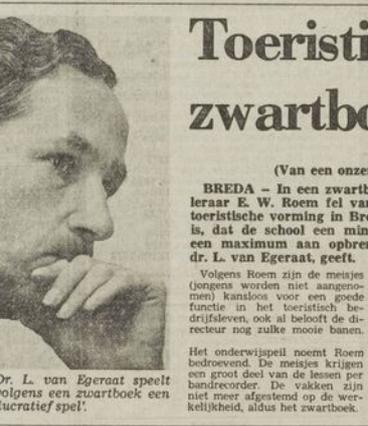 Toeristi
zwartbo
(Van een onze
BREDA — In een zwartb
leraar E. W. Roem fel va
toeristische vorming in Bre
is, dat de school een min
een maximum aan opbre
dr. L. van Egeraat, geeft.
Volgens Roem zijn de meisjes
(jongens worden niet aangeno-
men) kansloos voor een goede
functie in het toeristisch be-
drijfsleven, ook al belooft de di-
recteur nog zulke mooie banen.
Het onderwijspeil noemt Roem
bedroevend. De meisjes krijgen
een groot deel van de lessen per
bandrecorder. De vakken zijn
niet meer afgestemd op de wer-
kelijkheid, aldus het zwartboek.
Dr. L. van Egeraat speelt
volgens een zwartboek een
lucratief spel'.